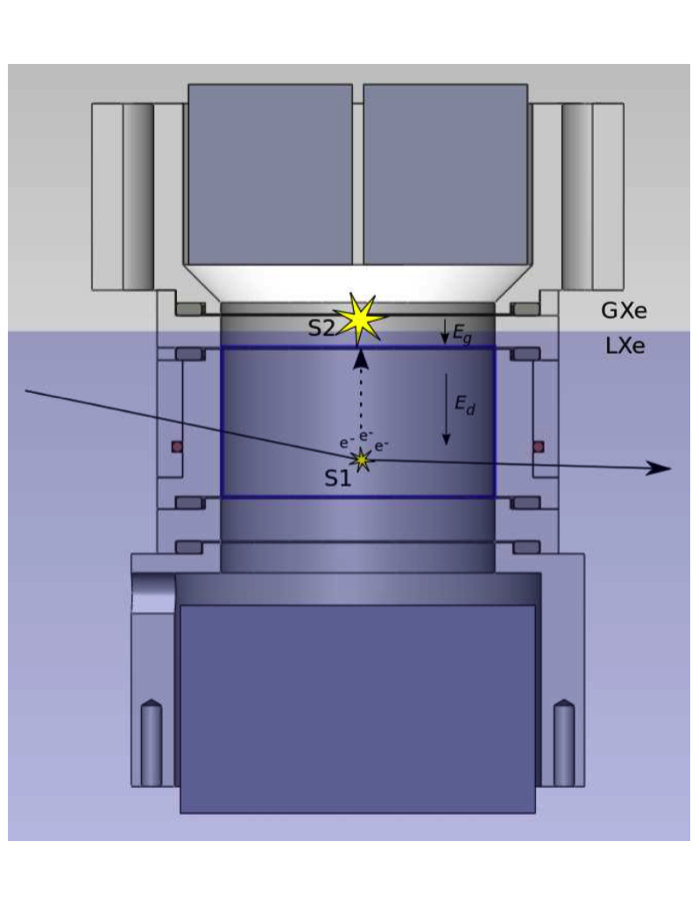 GXe
S2
E_g
LXe
E_d
e- e- e-
S1